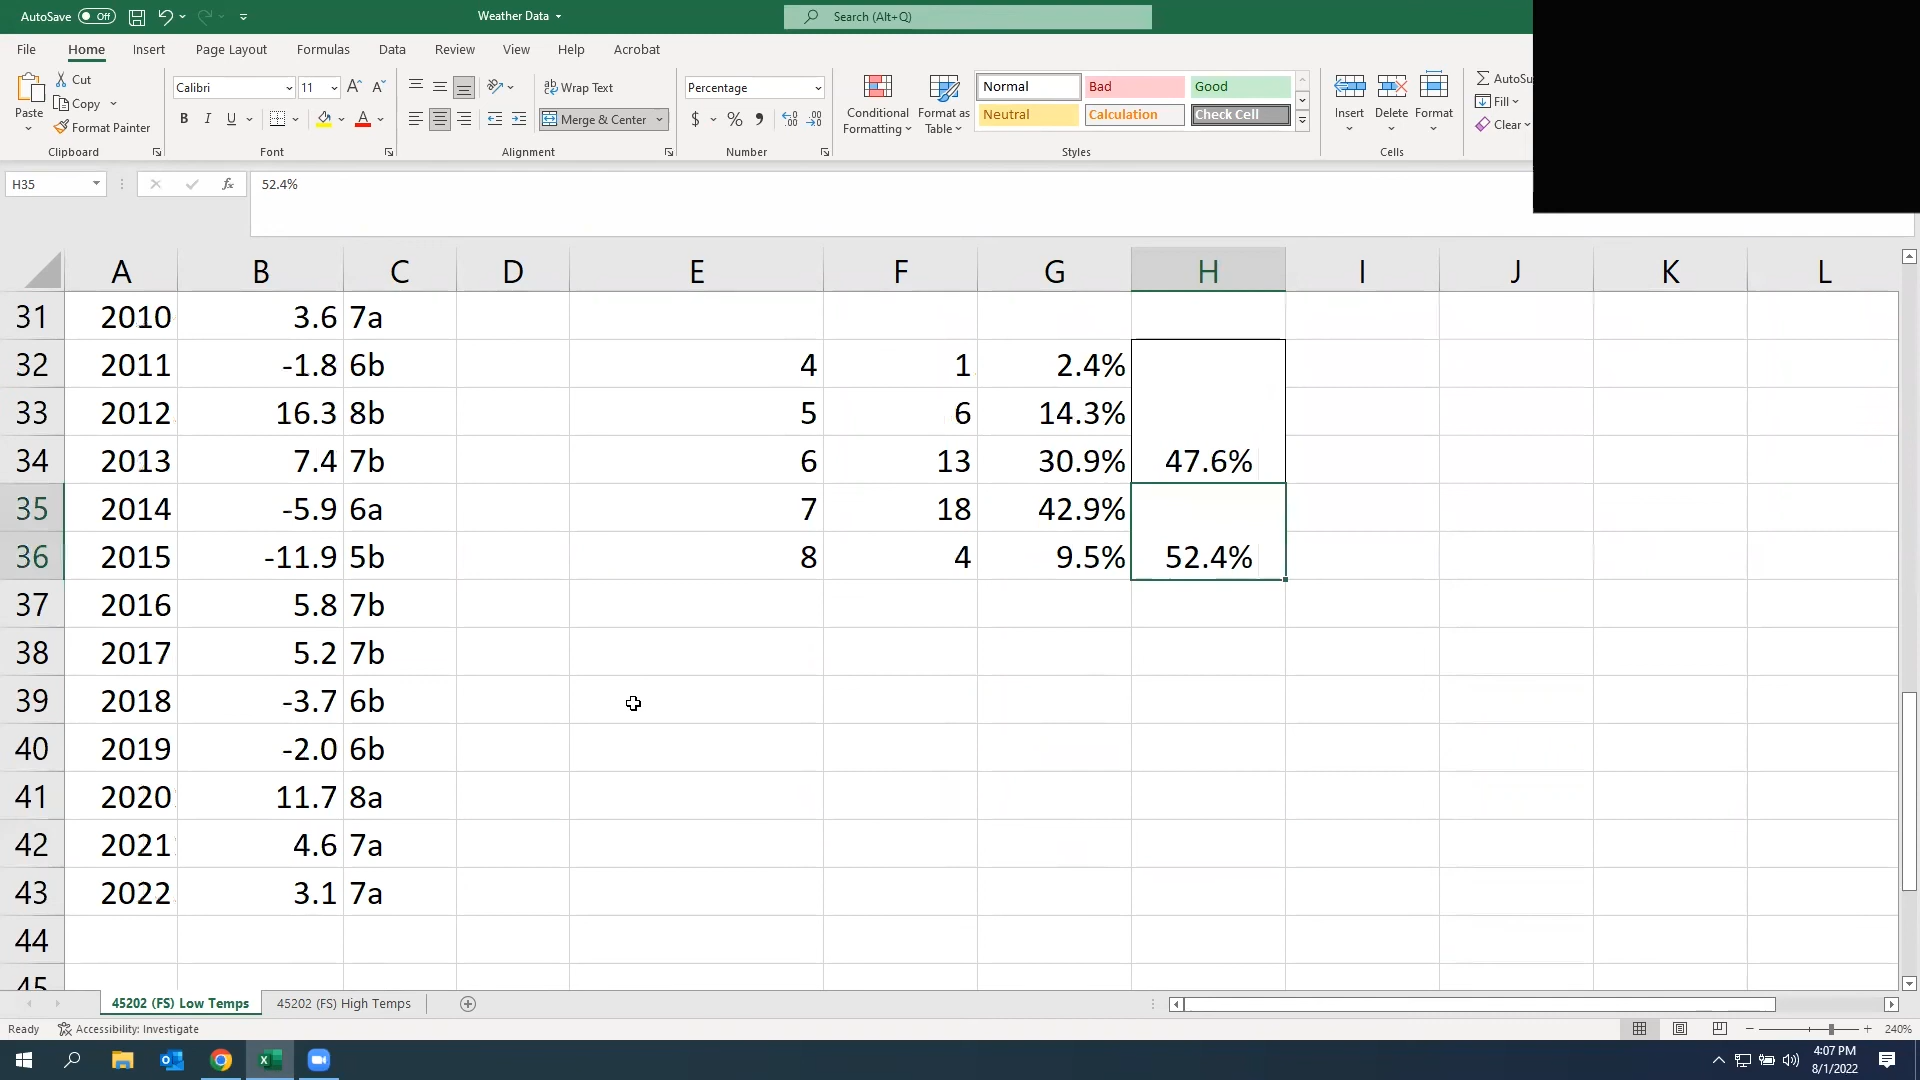 AutoSave Off
Weather Data
Search (Alt+Q)
File Home Insert Page Layout Formulas Data Review View Help Acrobat
Paste
Cut
Copy
Format Painter
Clipboard
Calibri 11
B I U
Font
Wrap Text
Merge & Center
Alignment
Percentage
$ %
Number
Conditional Formatting
Format as Table
Normal Bad Good
Neutral Calculation Check Cell
Styles
Insert Delete Format
Cells
AutoSu
Fill
Clear
H35 fx 52.4%
A B C D E F G H I J K L
31 2010 3.6 7a
32 2011 -1.8 6b 4 1 2.4%
33 2012 16.3 8b 5 6 14.3%
34 2013 7.4 7b 6 13 30.9% 47.6%
35 2014 -5.9 6a 7 18 42.9%
36 2015 -11.9 5b 8 4 9.5% 52.4%
37 2016 5.8 7b
38 2017 5.2 7b
39 2018 -3.7 6b
40 2019 -2.0 6b
41 2020 11.7 8a
42 2021 4.6 7a
43 2022 3.1 7a
44
45
45202 (FS) Low Temps 45202 (FS) High Temps
Ready Accessibility: Investigate 240%
4:07 PM
8/1/2022